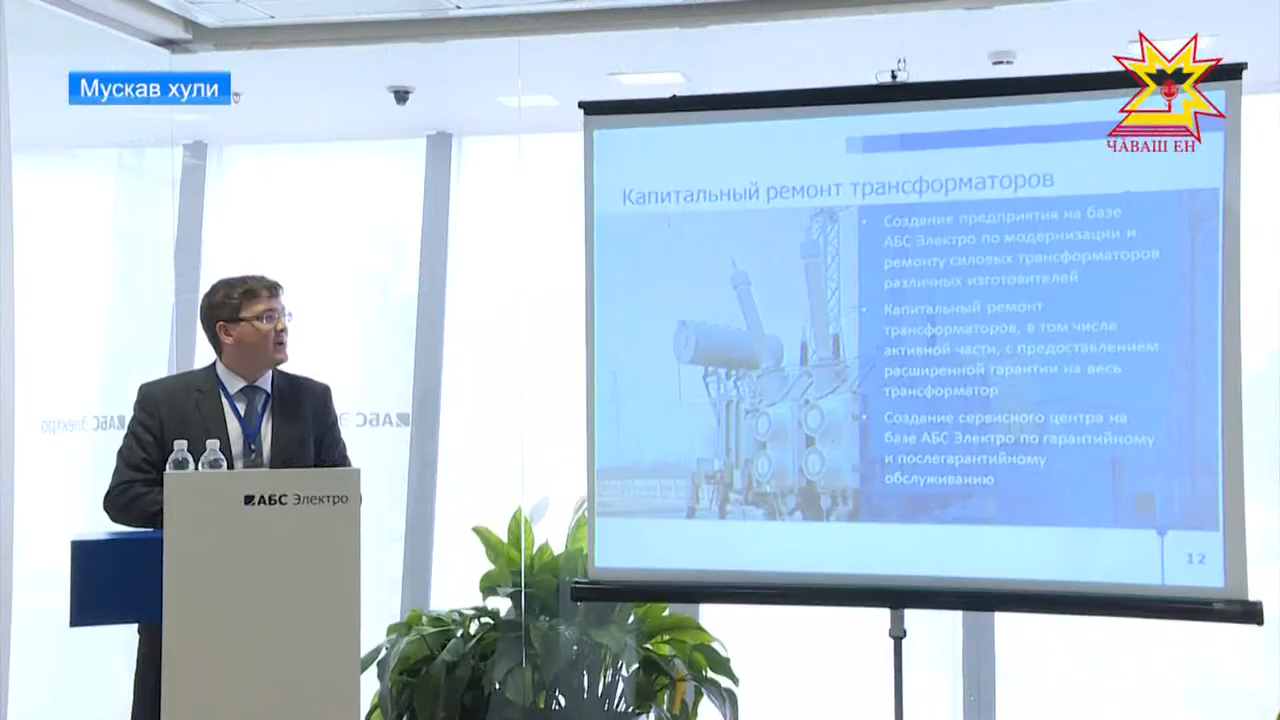 Мускав хули
ЧӐВАШ ЕН
Капитальный ремонт трансформаторов
• Создание предприятия на базе
АБС Электро по модернизации и
ремонту силовых трансформаторов
различных изготовителей
• Капитальный ремонт
трансформаторов, в том числе
активной части, с предоставлением
расширенной гарантии на весь
трансформатор
• Создание сервисного центра на
базе АБС Электро по гарантийному
и послегарантийному
обслуживанию
12
АБС Электро
АБС Электро
АБС Э